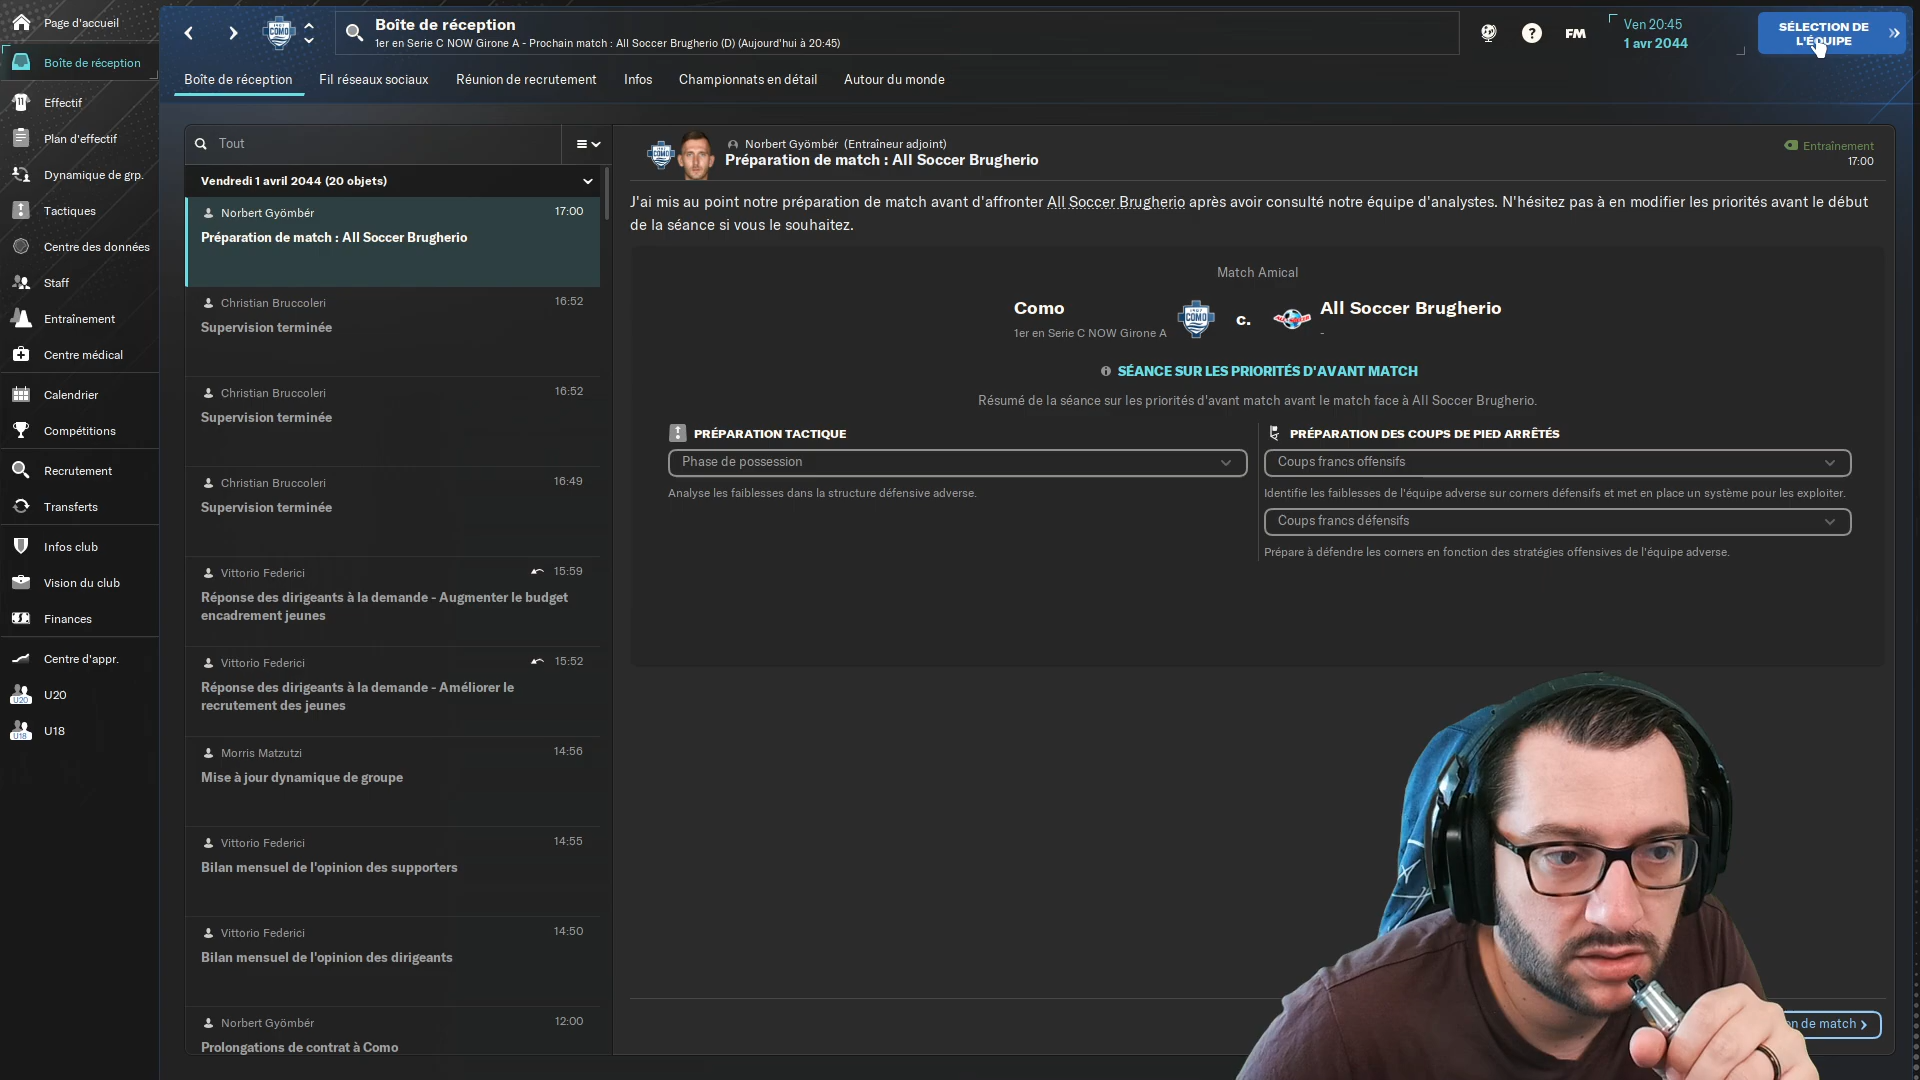 Page d'accueil
Boîte de réception
Effectif
Plan d'effectif
Dynamique de grp.
Tactiques
Centre des données
Staff
Entraînement
Centre médical
Calendrier
Compétitions
Recrutement
Transferts
Infos club
Vision du club
Finances
Centre d'appr.
U20
U20
U18
U18
COMO
Boîte de réception
1er en Serie C NOW Girone A - Prochain match : All Soccer Brugherio (D) (Aujourd'hui à 20:45)
FM
Ven 20:45
1 avr 2044
SÉLECTION DE
L'ÉQUIPE
Boîte de réception
Fil réseaux sociaux
Réunion de recrutement
Infos
Championnats en détail
Autour du monde
Tout
Vendredi 1 avril 2044 (20 objets)
Norbert Gyömbér 17:00
Préparation de match : All Soccer Brugherio
Christian Bruccoleri 16:52
Supervision terminée
Christian Bruccoleri 16:52
Supervision terminée
Christian Bruccoleri 16:49
Supervision terminée
Vittorio Federici 15:59
Réponse des dirigeants à la demande - Augmenter le budget
encadrement jeunes
Vittorio Federici 15:52
Réponse des dirigeants à la demande - Améliorer le
recrutement des jeunes
Morris Matzutzi 14:56
Mise à jour dynamique de groupe
Vittorio Federici 14:55
Bilan mensuel de l'opinion des supporters
Vittorio Federici 14:50
Bilan mensuel de l'opinion des dirigeants
Norbert Gyömbér 12:00
Prolongations de contrat à Como
COMO
Norbert Gyömbér (Entraîneur adjoint)
Préparation de match : All Soccer Brugherio
Entraînement
17:00
J'ai mis au point notre préparation de match avant d'affronter All Soccer Brugherio après avoir consulté notre équipe d'analystes. N'hésitez pas à en modifier les priorités avant le début
de la séance si vous le souhaitez.
Match Amical
Como
1er en Serie C NOW Girone A
COMO
c.
All Soccer Brugherio
-
SÉANCE SUR LES PRIORITÉS D'AVANT MATCH
Résumé de la séance sur les priorités d'avant match avant le match face à All Soccer Brugherio.
PRÉPARATION TACTIQUE
Phase de possession
Analyse les faiblesses dans la structure défensive adverse.
PRÉPARATION DES COUPS DE PIED ARRÊTÉS
Coups francs offensifs
Identifie les faiblesses de l'équipe adverse sur corners défensifs et met en place un système pour les exploiter.
Coups francs défensifs
Prépare à défendre les corners en fonction des stratégies offensives de l'équipe adverse.
de match